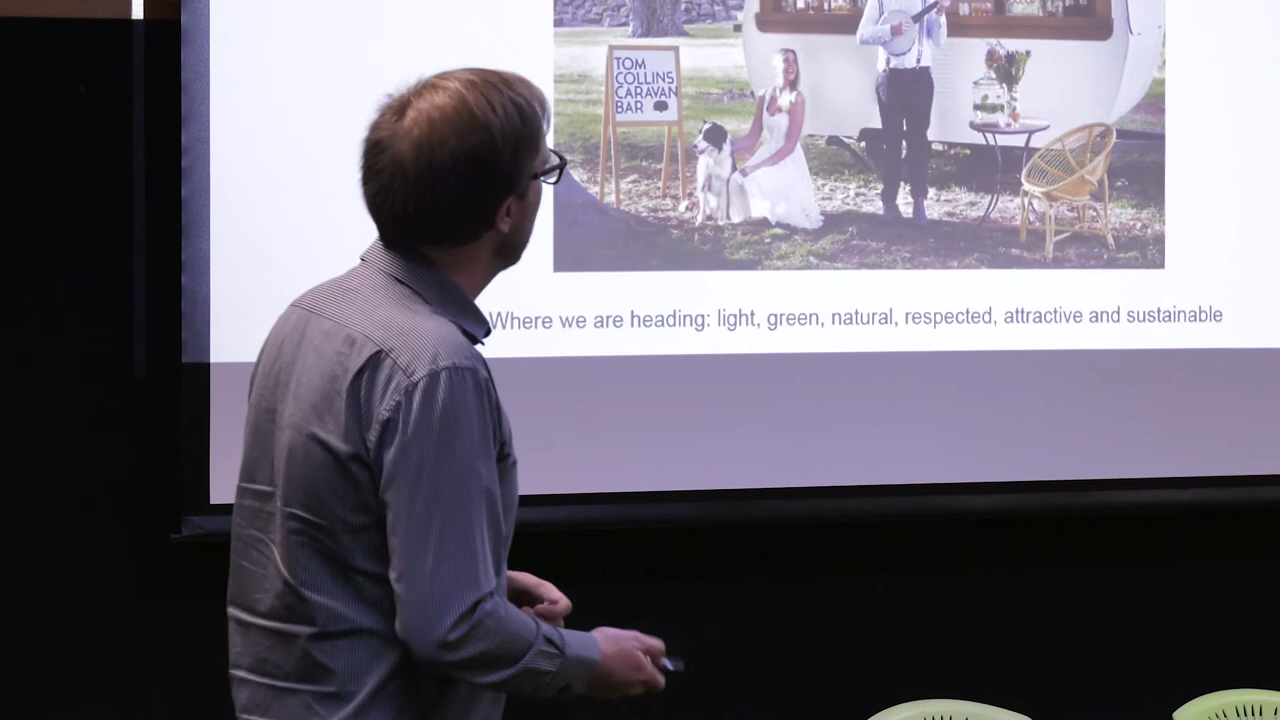 TOM
COLLINS
CARAVAN
BAR
Where we are heading: light, green, natural, respected, attractive and sustainable